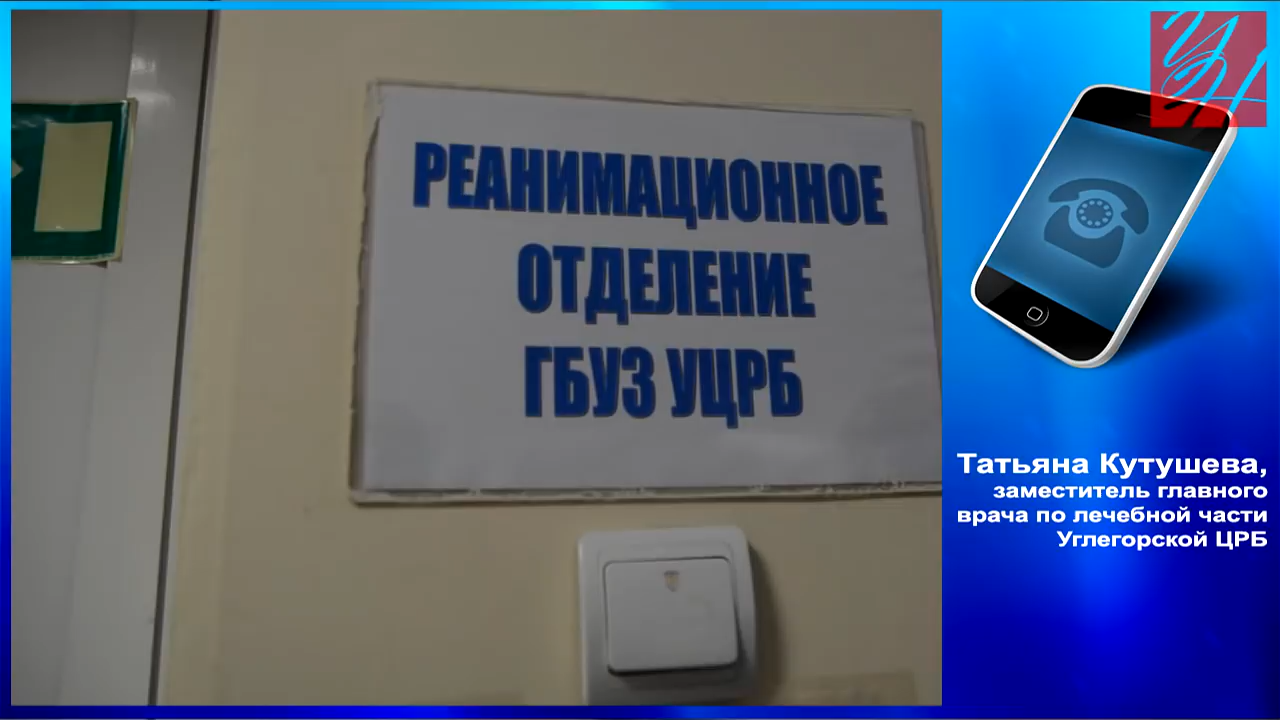 РЕАНИМАЦИОННОЕ
ОТДЕЛЕНИЕ
ГБУЗ УЦРБ
Татьяна Кутушева,
заместитель главного
врача по лечебной части
Углегорской ЦРБ